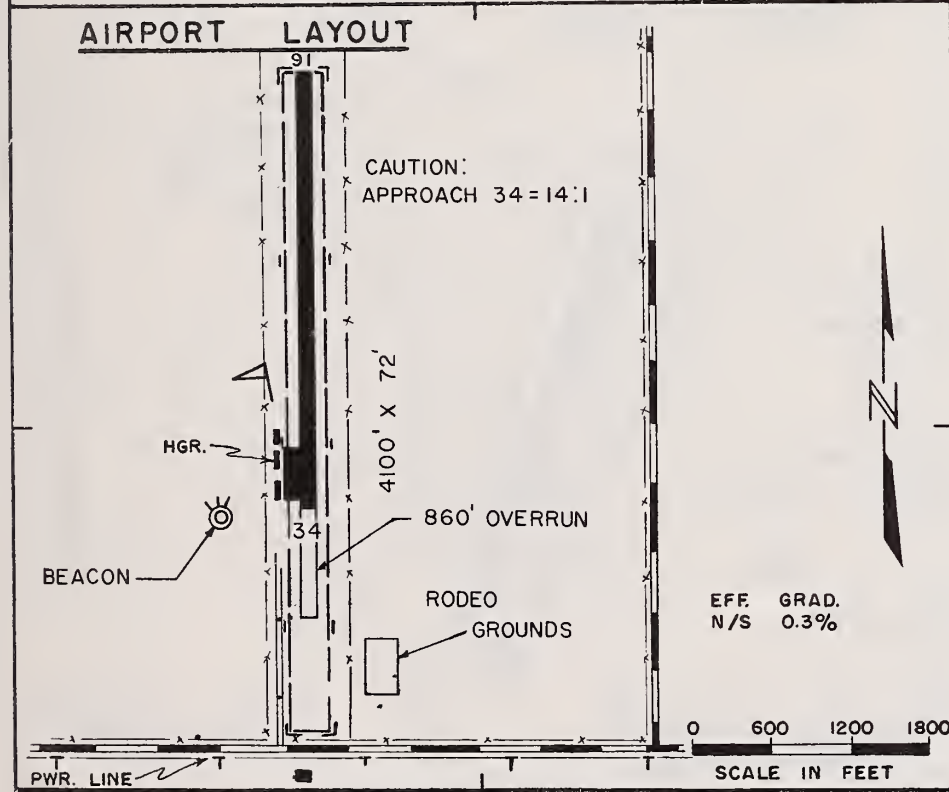 AIRPORT LAYOUT
91
CAUTION:
APPROACH 34=14:1
4100' X 72'
HGR.
N
34
860' OVERRUN
BEACON
RODEO
GROUNDS
EFF. GRAD.
N/S 0.3%
0 600 1200 1800
SCALE IN FEET
PWR. LINE